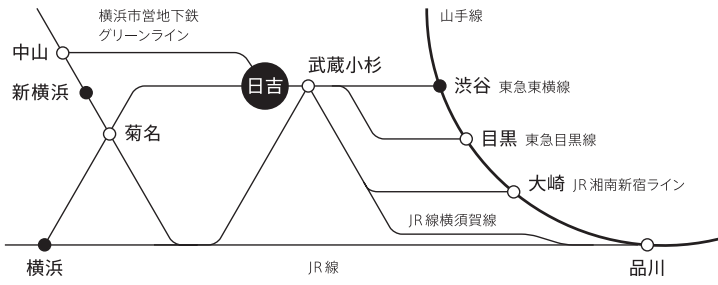 横浜市営地下鉄
グリーンライン
山手線
中山
武蔵小杉
新横浜
日吉
渋谷 東急東横線
菊名
目黒 東急目黒線
大崎 JR湘南新宿ライン
JR線横須賀線
横浜
JR線
品川